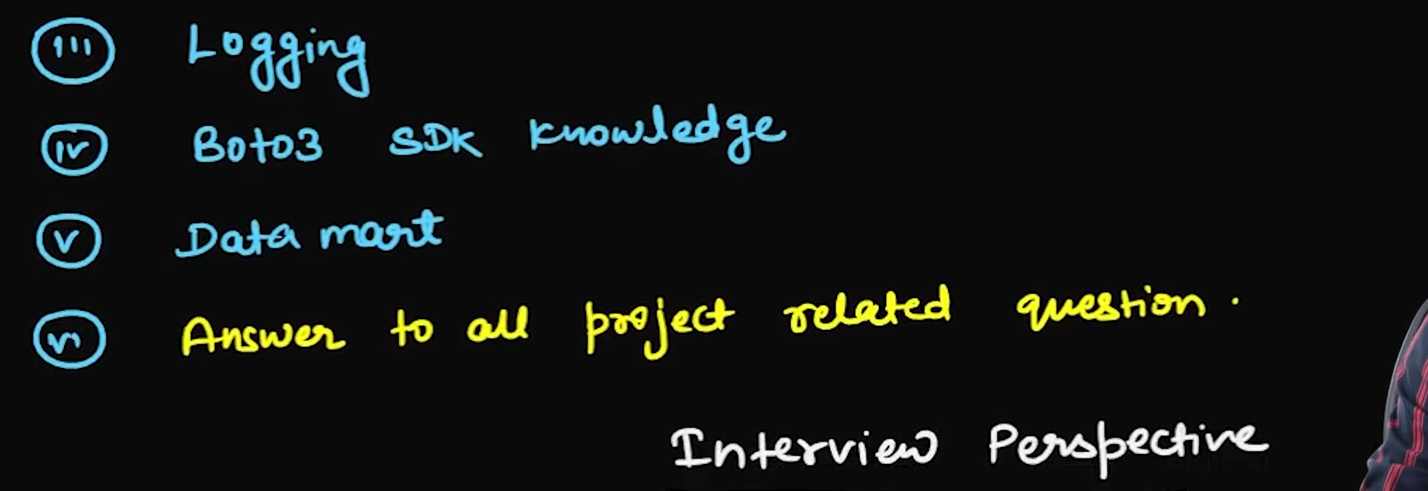 iii Logging
iv Boto3 SDK Knowledge
v Data mart
vi Answer to all project related question.
Interview Perspective